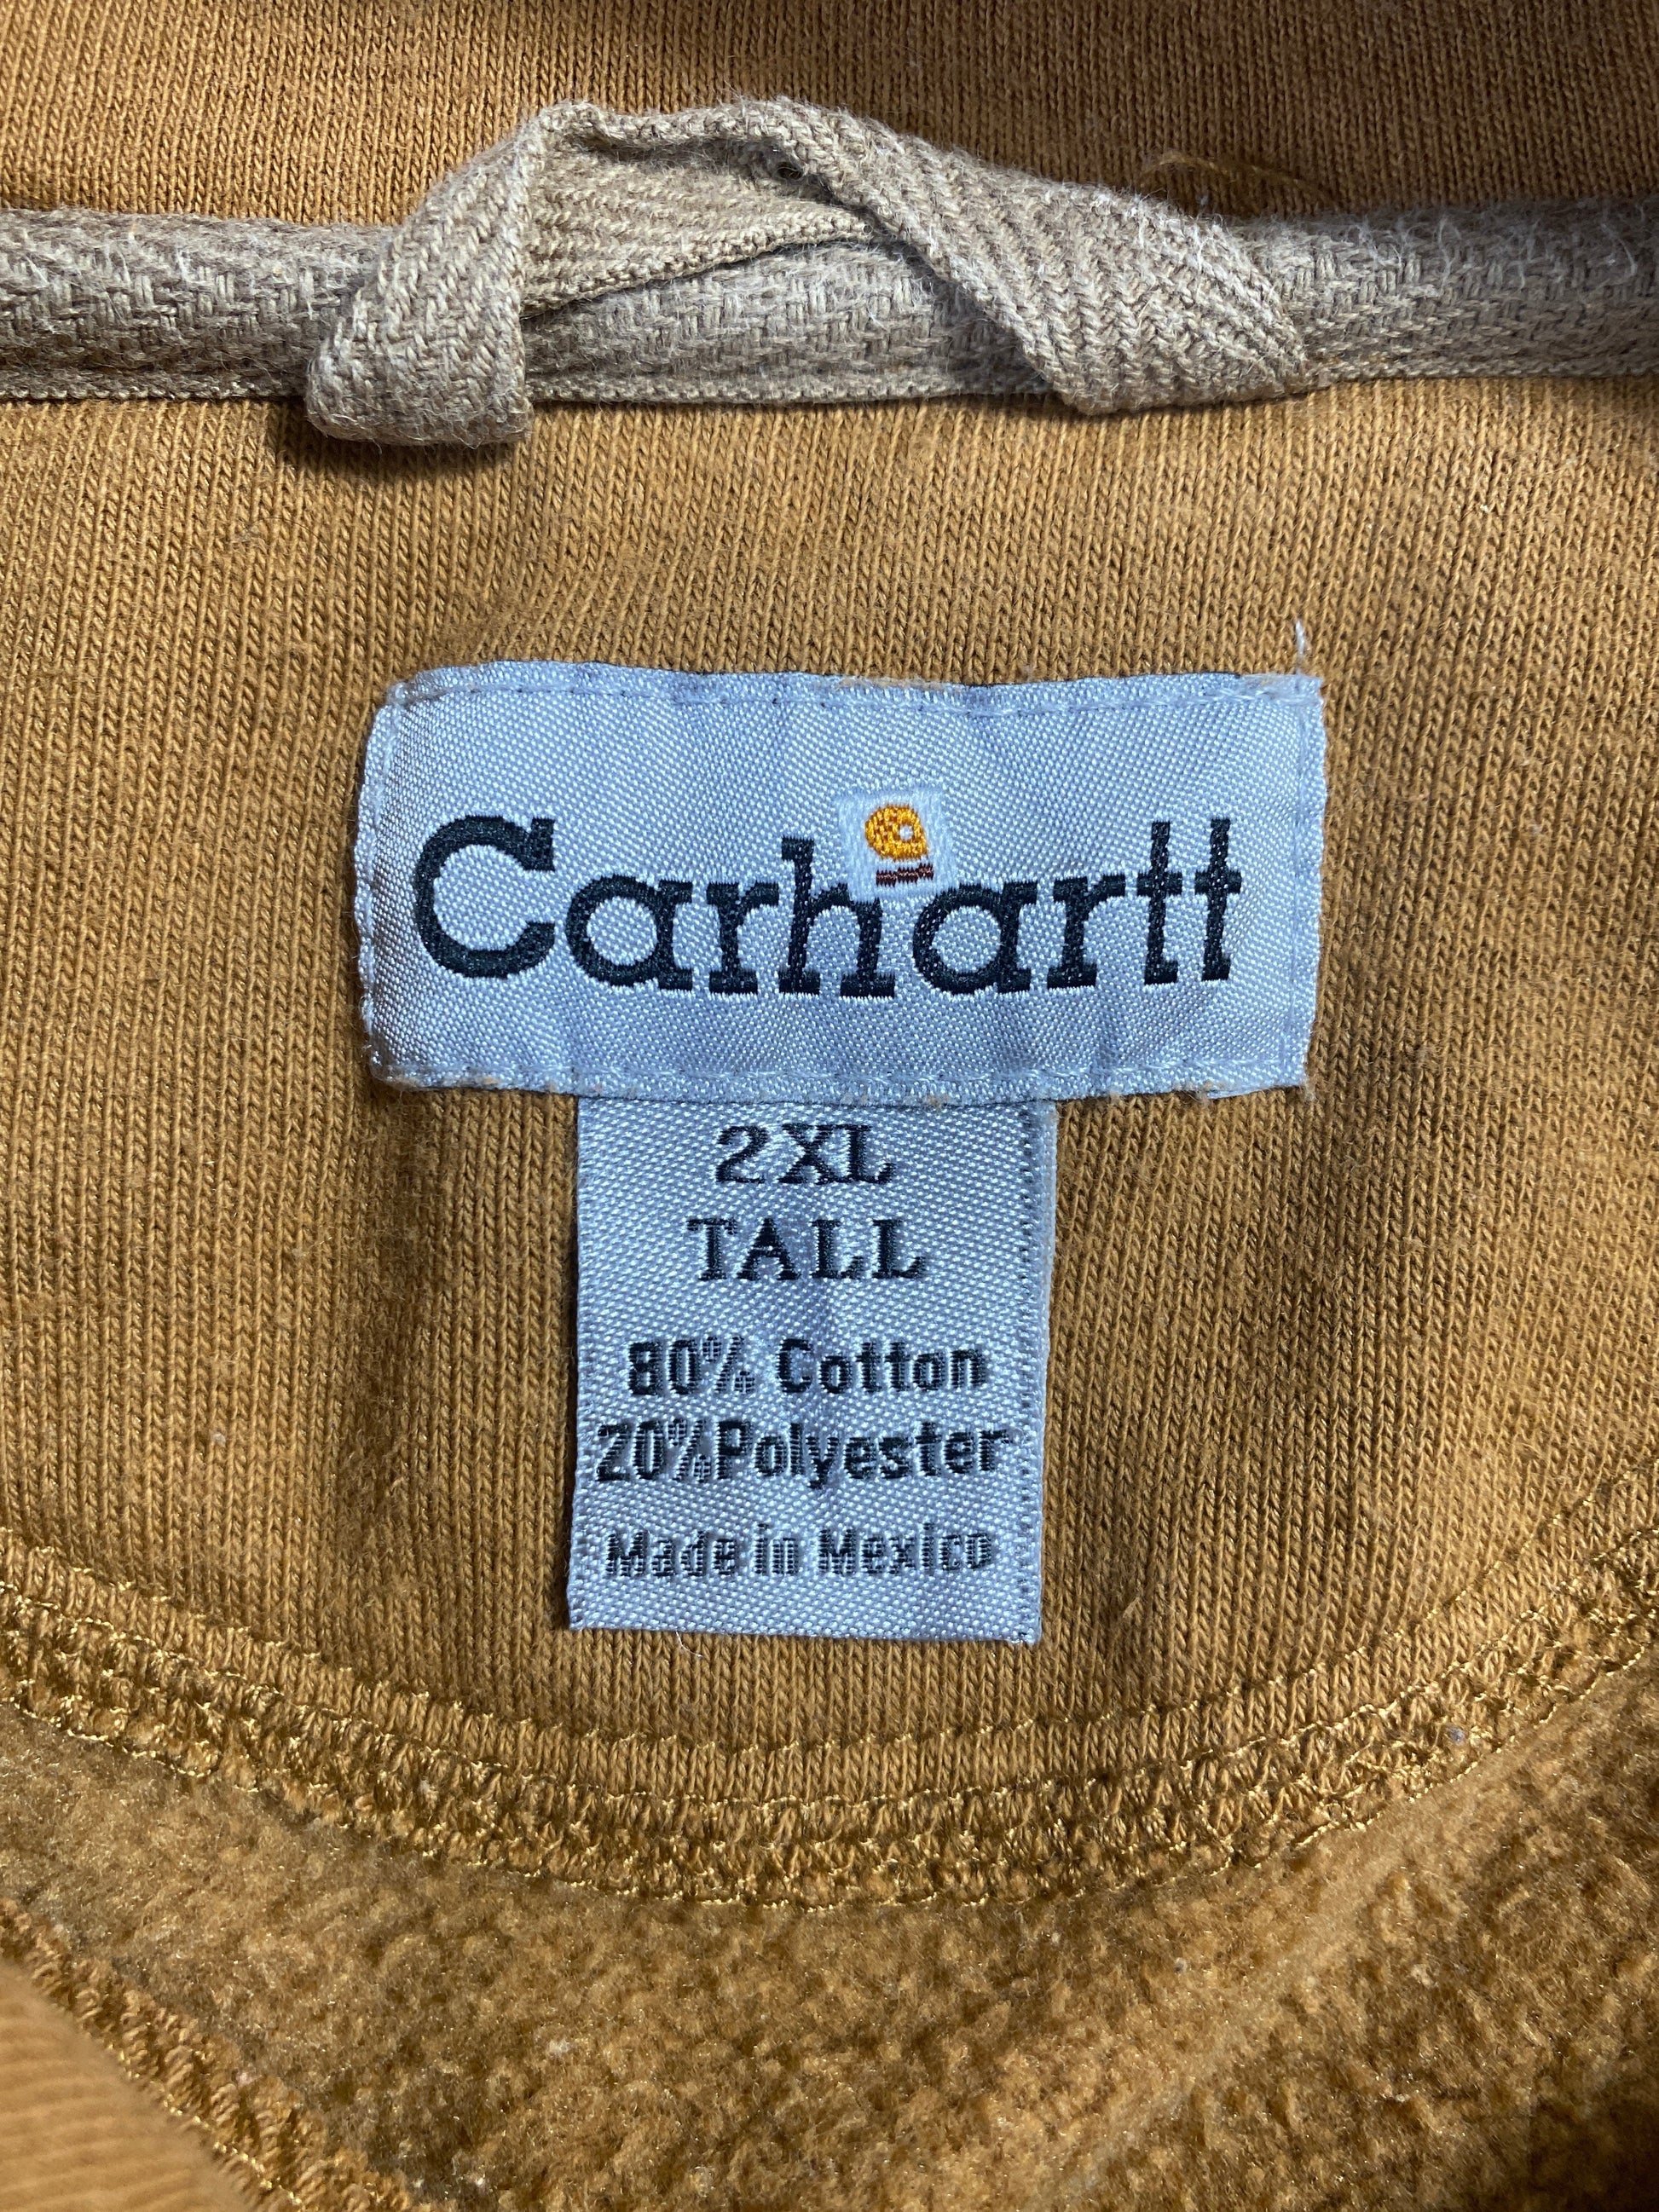 Carhartt
2XL
TALL
80% Cotton
20% Polyester
Made in Mexico